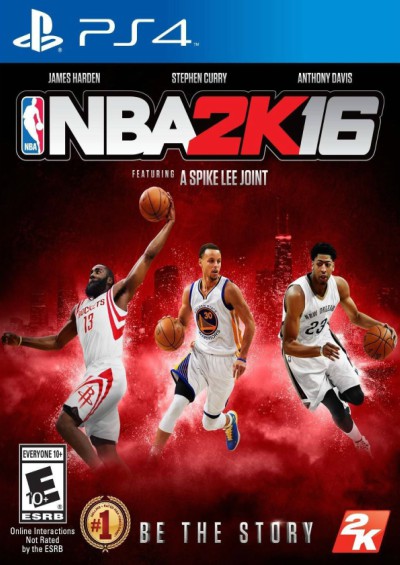 PS4
JAMES HARDEN STEPHEN CURRY ANTHONY DAVIS
NBA NBA2K16
FEATURING A SPIKE LEE JOINT
ROCKETS
13
30
NEW ORLEANS
23
EVERYONE 10+
E
10+
ESRB
Online Interactions
Not Rated
by the ESRB
#1
BE THE STORY
2K